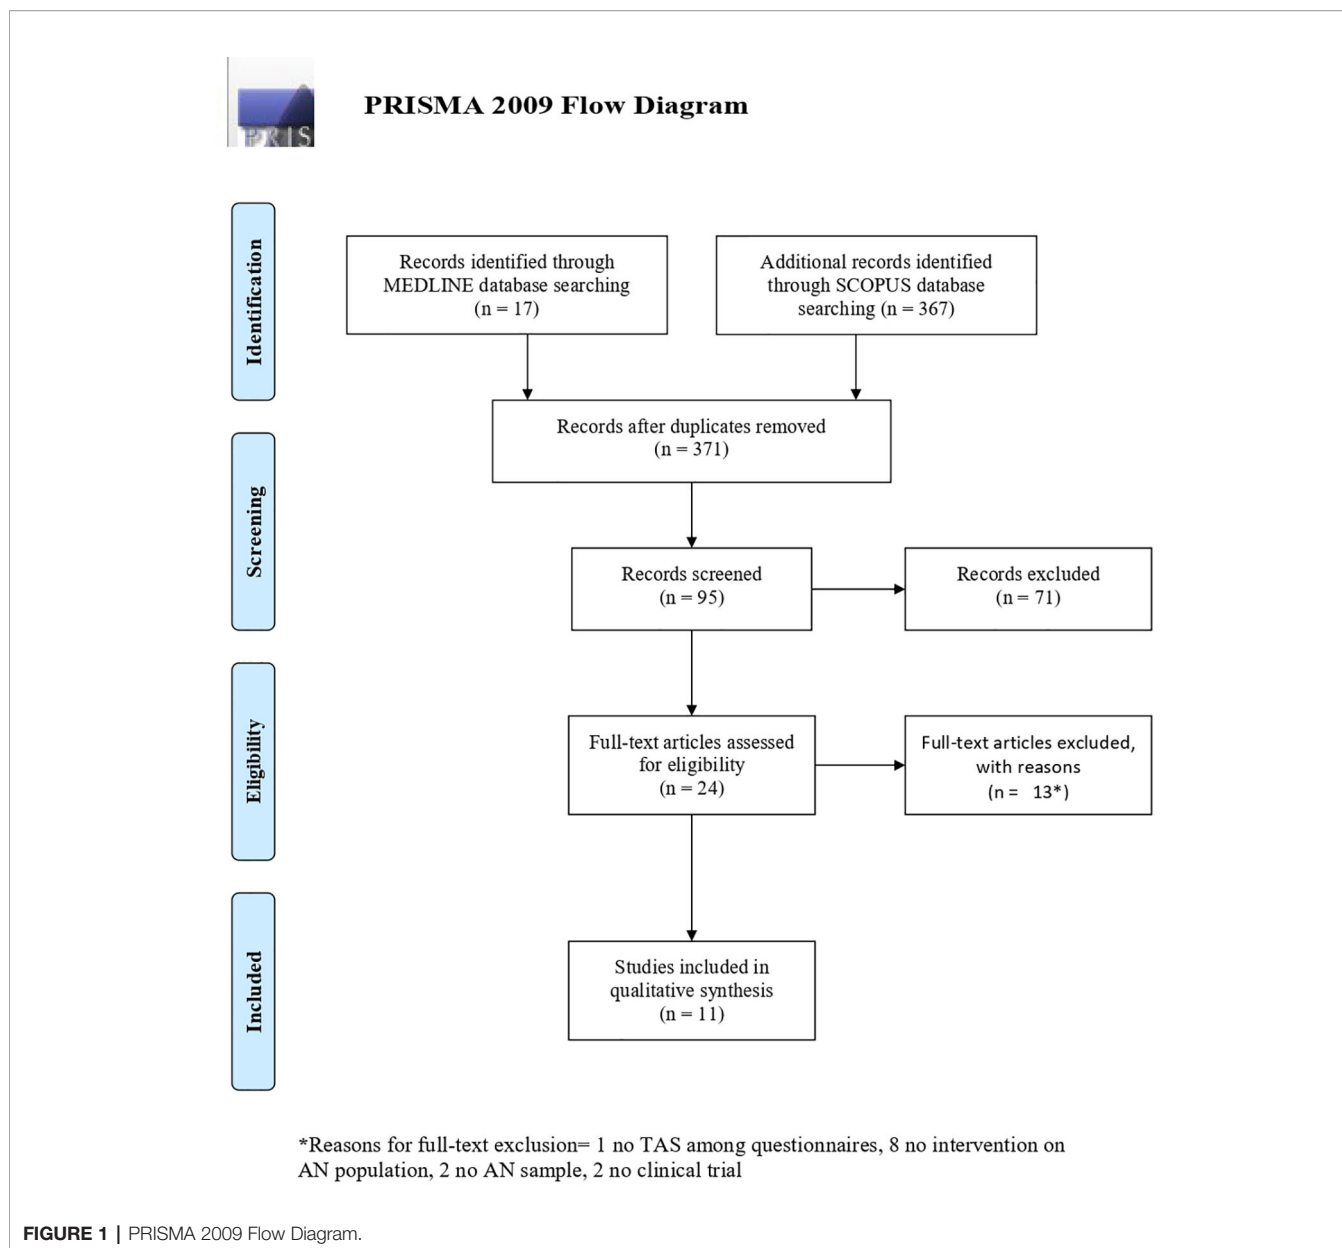 PRIS
PRISMA 2009 Flow Diagram
Identification
Records identified through
MEDLINE database searching
(n = 17)
Additional records identified
through SCOPUS database
searching (n = 367)
Records after duplicates removed
(n = 371)
Screening
Records screened
(n = 95)
Records excluded
(n = 71)
Eligibility
Full-text articles assessed
for eligibility
(n = 24)
Full-text articles excluded,
with reasons
(n = 13*)
Included
Studies included in
qualitative synthesis
(n = 11)
*Reasons for full-text exclusion= 1 no TAS among questionnaires, 8 no intervention on
AN population, 2 no AN sample, 2 no clinical trial
FIGURE 1 | PRISMA 2009 Flow Diagram.